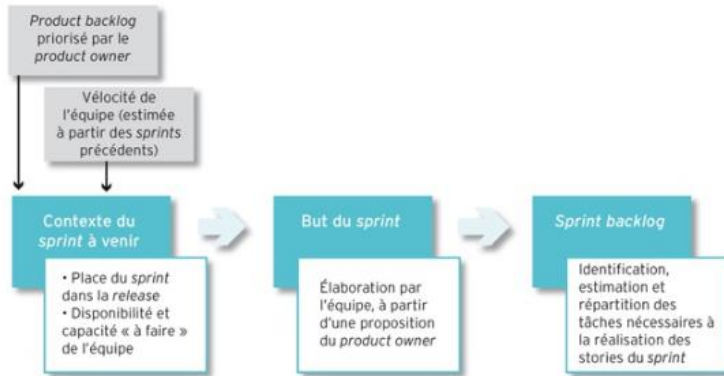 Product backlog
priorisé par le
product owner
Vélocité de
l'équipe (estimée
à partir des sprints
précédents)
Contexte du
sprint à venir
• Place du sprint
dans la release
• Disponibilité et
capacité « à faire »
de l'équipe
But du sprint
Élaboration par
l'équipe, à partir
d'une proposition
du product owner
Sprint backlog
Identification,
estimation et
répartition des
tâches nécessaires à
la réalisation des
stories du sprint